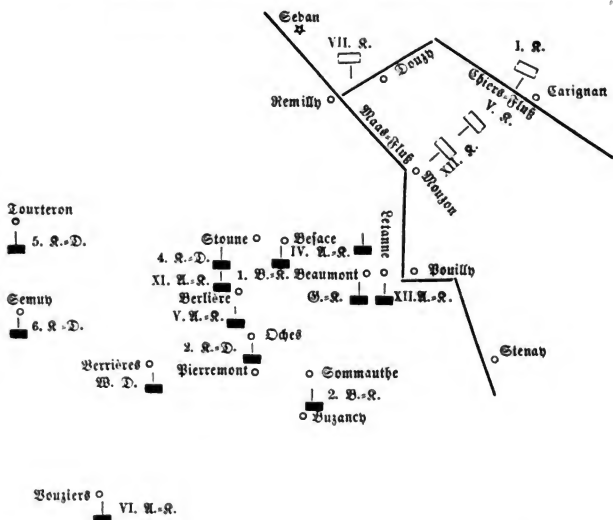 Sedan
VII. K.
I. K.
Douzy
Chiers-Fluß
Carignan
Remilly
V. K.
Maas-Fluß
XII. K.
Mouzon
Tourteron
5. K.-D.
Stonne
Besace
Letanne
4. K.-D.
IV. A.-K.
XI. A.-K.
1. B.-K.
Beaumont
Pouilly
Semuy
Berlière
G.-K.
XII.A.-K.
6. K.-D.
V. A.-K.
Oches
2. K.-D.
Stenay
Verrières
Pierremont
Sommauthe
W. D.
2. B.-K.
Buzancy
Vouziers
VI. A.-K.